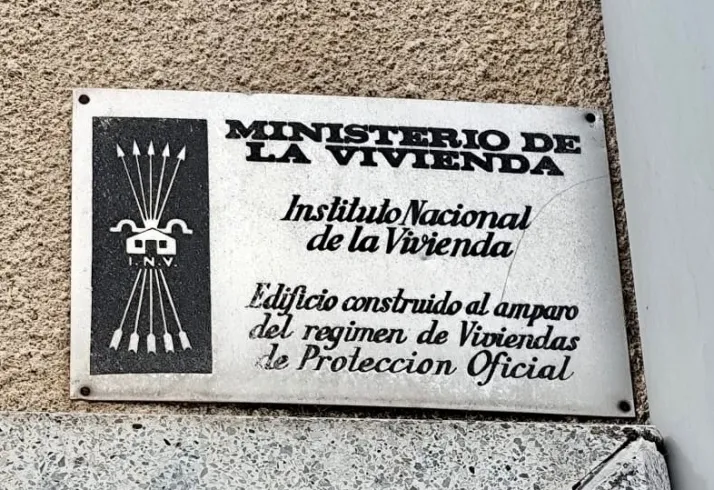 MINISTERIO DE
LA VIVIENDA
Instituto Nacional
de la Vivienda
I.N.V.
Edificio construido al amparo
del regimen de Viviendas
de Proteccion Oficial